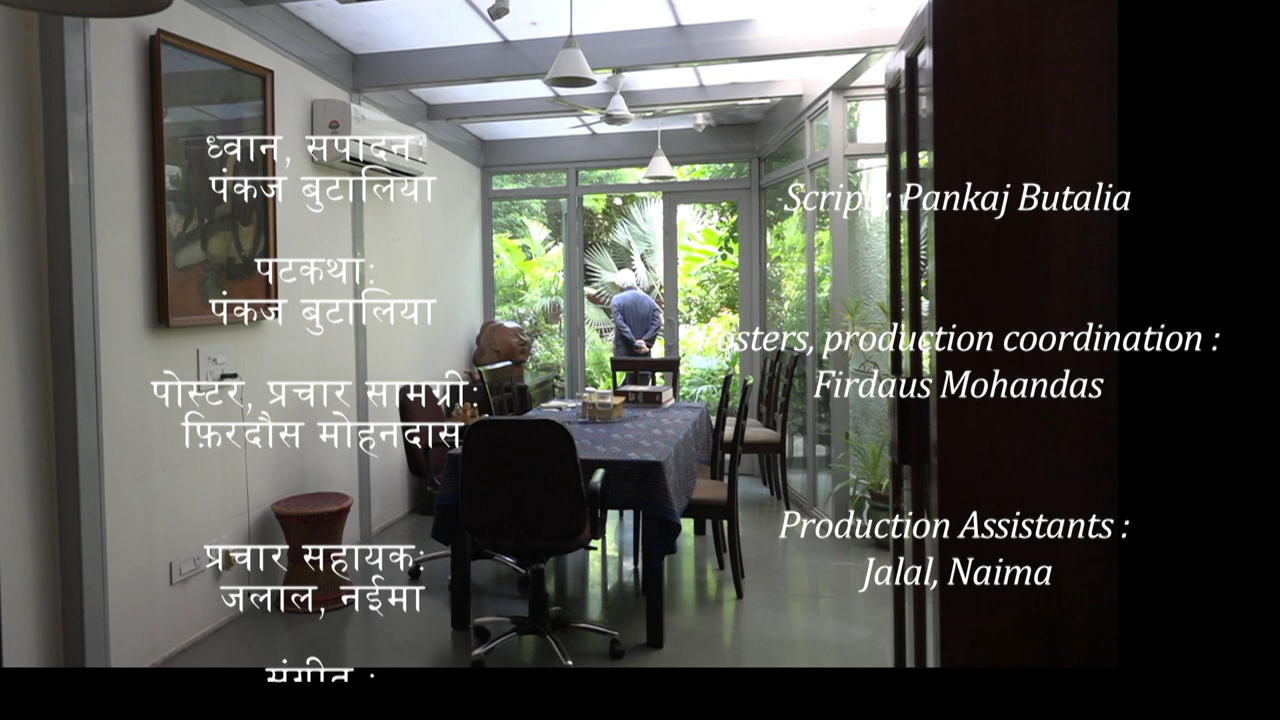 ध्वान, सपादन:
पंकज बुटालिया
पटकथा:
पंकज बुटालिया
पोस्टर, प्रचार सामग्री:
फ़िरदौस मोहनदास
प्रचार सहायक:
जलाल, नईमा
संगीत :
Script : Pankaj Butalia
Posters, production coordination :
Firdaus Mohandas
Production Assistants :
Jalal, Naima